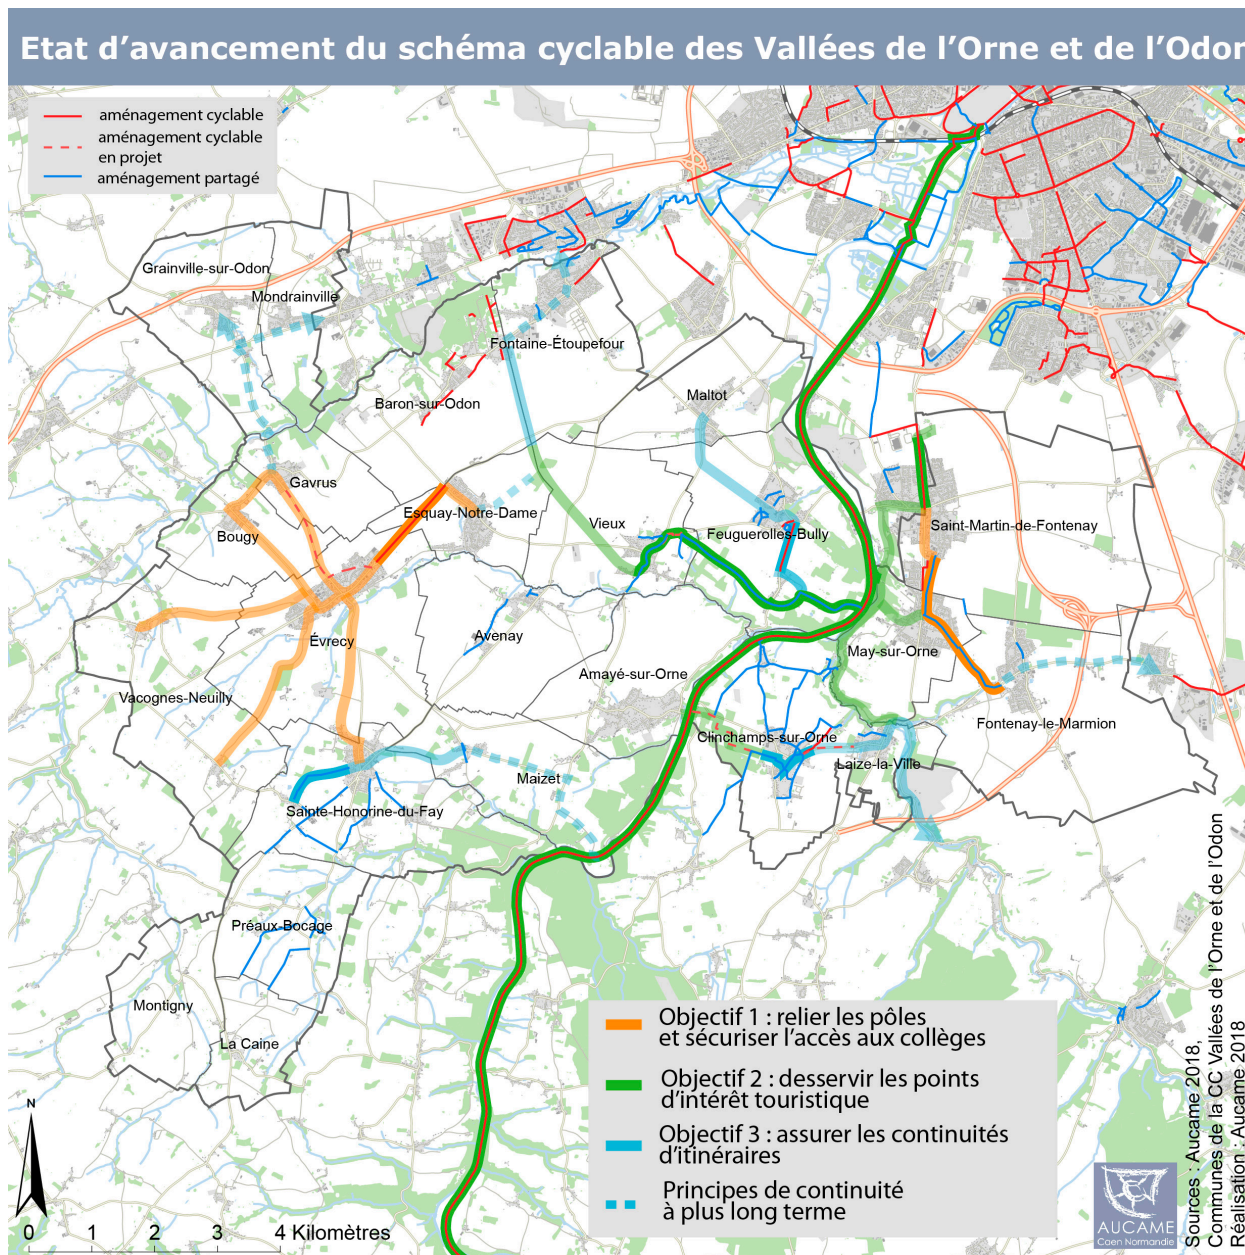 Etat d’avancement du schéma cyclable des Vallées de l’Orne et de l’Odon
aménagement cyclable
aménagement cyclable
en projet
aménagement partagé
Grainville-sur-Odon
Mondrainville
Fontaine-Étoupefour
Baron-sur-Odon
Maltot
Gavrus
Esquay-Notre-Dame
Bougy
Vieux
Feuguerolles-Bully
Saint-Martin-de-Fontenay
Évrecy
Avenay
May-sur-Orne
Amayé-sur-Orne
Vacognes-Neuilly
Fontenay-le-Marmion
Clinchamps-sur-Orne
Laize-la-Ville
Maizet
Sainte-Honorine-du-Fay
Préaux-Bocage
Montigny
La Caine
Objectif 1 : relier les pôles
et sécuriser l’accès aux collèges
Objectif 2 : desservir les points
d’intérêt touristique
Objectif 3 : assurer les continuités
d’itinéraires
Principes de continuité
à plus long terme
N
0 1 2 3 4 Kilomètres
AUCAME
Caen Normandie
Sources : Aucame 2018,
Communes de la CC Vallées de l’Orne et de l’Odon
Réalisation : Aucame 2018